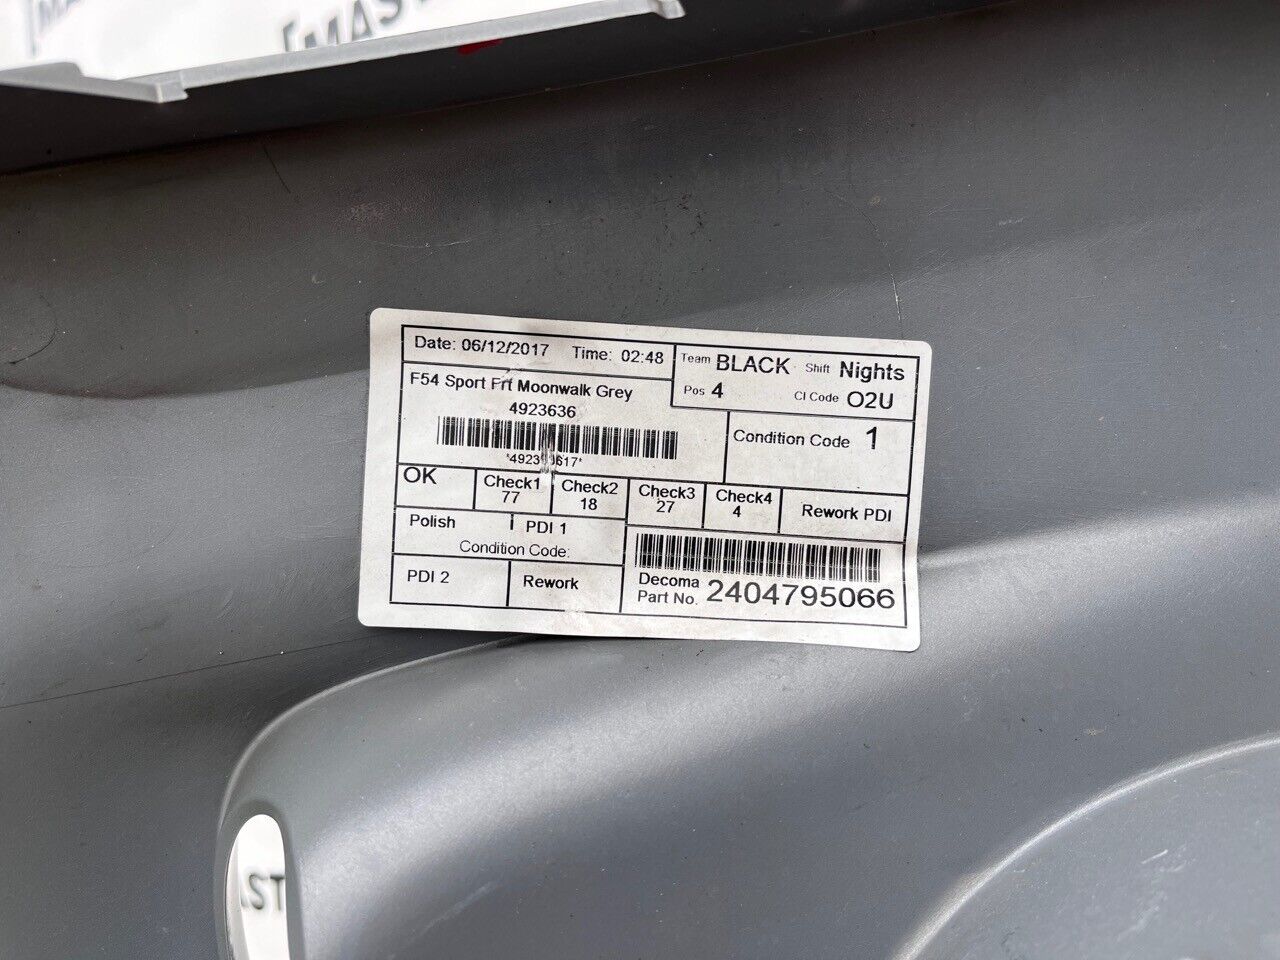 Date: 06/12/2017 Time: 02:48
Team BLACK Shift Nights
Pos 4 CI Code O2U
F54 Sport Frt Moonwalk Grey
4923636
Condition Code 1
OK
Check1
77
Check2
18
Check3
27
Check4
4
Rework PDI
Polish
PDI 1
Condition Code:
PDI 2
Rework
Decoma
Part No. 2404795066